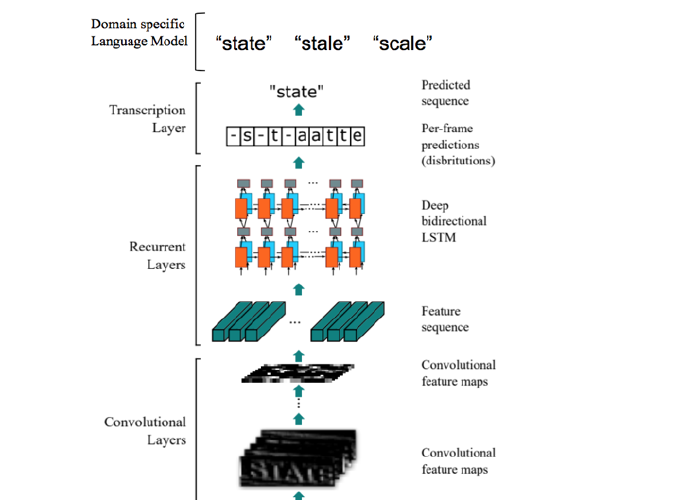 Domain specific
Language Model
“state” “stale” “scale”
"state"
Predicted
sequence
Transcription
Layer
-s-t-aatte
Per-frame
predictions
(disbritutions)
Recurrent
Layers
Deep
bidirectional
LSTM
Feature
sequence
Convolutional
feature maps
Convolutional
Layers
STATE
Convolutional
feature maps